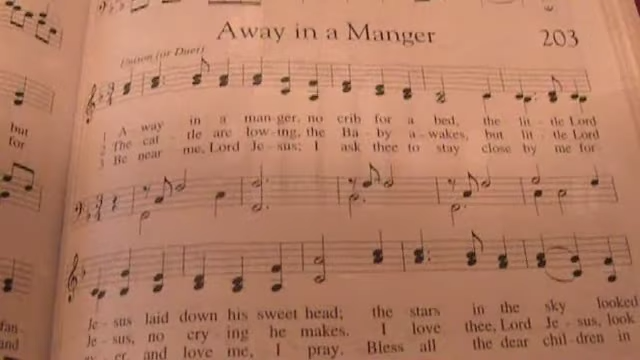 Away in a Manger 203
Unison (or Duet)
1 A - way in a man - ger, no crib for a bed, the lit - tle Lord
2 The cat - tle are low - ing, the Ba - by a - wakes, but lit - tle Lord
3 Be near me, Lord Je - sus; I ask thee to stay close by me for-
but
for
Je - sus laid down his sweet head; the stars in the sky looked
Je - sus, no cry - ing he makes. I love thee, Lord Je - sus, look
er, and love me, I pray. Bless all the dear chil - dren in
fan-
and